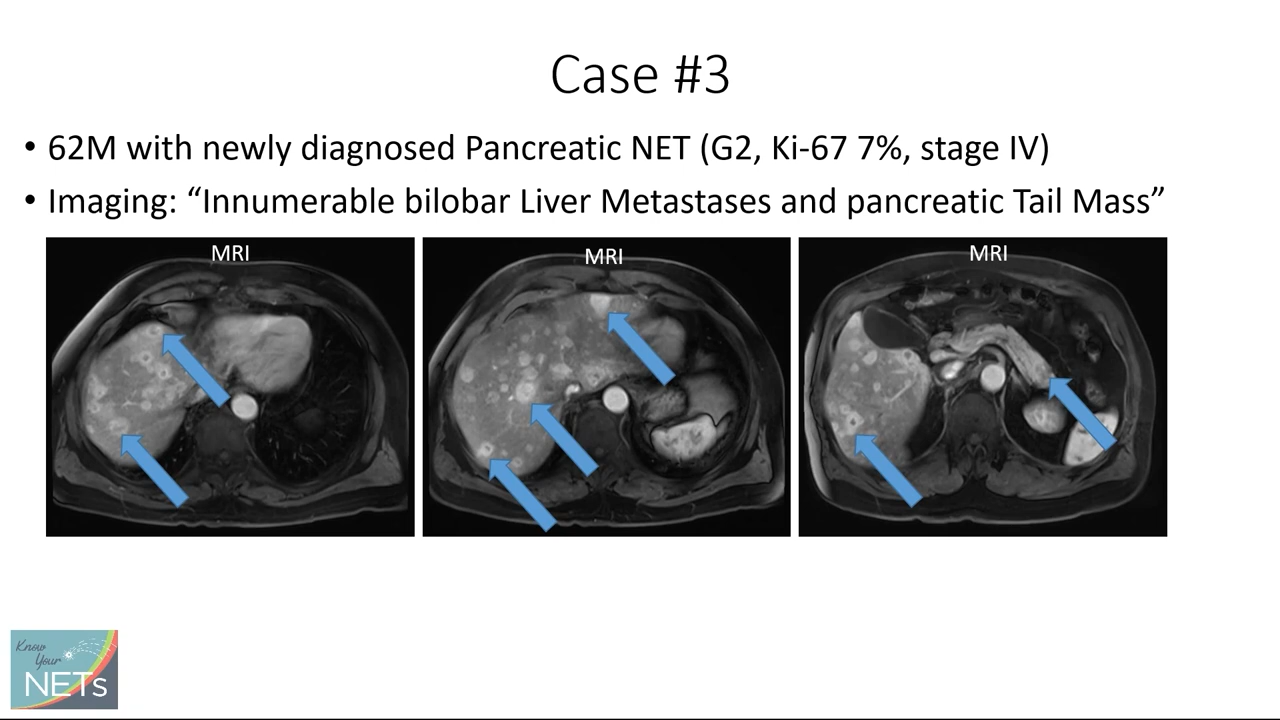 Case #3
• 62M with newly diagnosed Pancreatic NET (G2, Ki-67 7%, stage IV)
• Imaging: “Innumerable bilobar Liver Metastases and pancreatic Tail Mass”
MRI
MRI
MRI
Know
Your
NETs